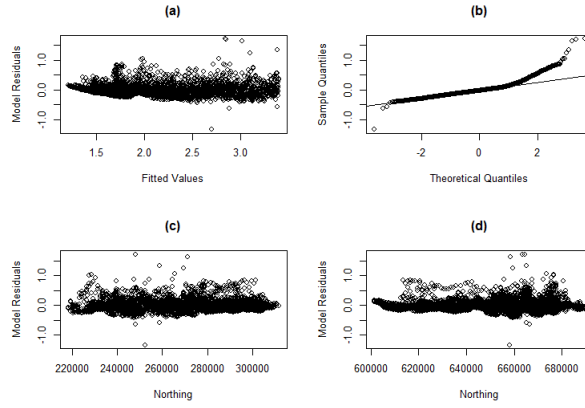 (a)
Model Residuals
-1.0 0.0 1.0
1.5 2.0 2.5 3.0
Fitted Values
(b)
Sample Quantiles
-1.0 0.0 1.0
-2 0 2
Theoretical Quantiles
(c)
Model Residuals
-1.0 0.0 1.0
220000 240000 260000 280000 300000
Northing
(d)
Model Residuals
-1.0 0.0 1.0
600000 620000 640000 660000 680000
Northing